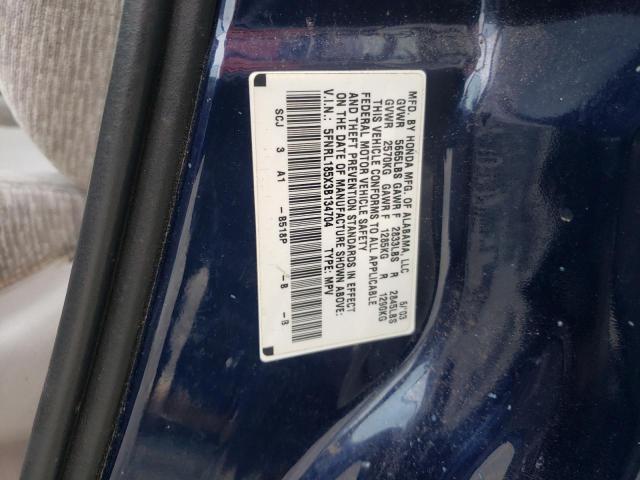 MFD. BY HONDA MFG. OF ALABAMA, LLC 5/'03
GVWR 5665LBS GAWR F 2833LBS R 2845LBS
GVWR 2570KG GAWR F 1285KG R 1290KG
THIS VEHICLE CONFORMS TO ALL APPLICABLE
FEDERAL MOTOR VEHICLE SAFETY
AND THEFT PREVENTION STANDARDS IN EFFECT
ON THE DATE OF MANUFACTURE SHOWN ABOVE:
V.I.N.: 5FNRL185X3B134704 TYPE: MPV
SCJ 3 A1 -B518P -B -B